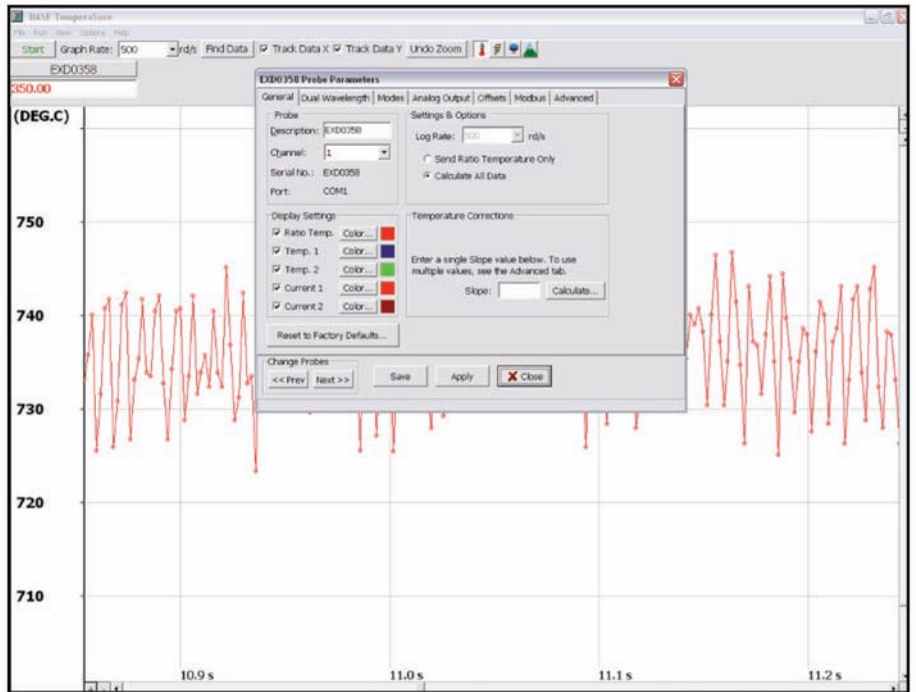 BASF TemperaSure
File Run View Options Help
Start Graph Rate: 500 rd/s Find Data Track Data X Track Data Y Undo Zoom
EXD0358
350.00
(DEG.C)
750
740
730
720
710
10.9 s 11.0 s 11.1 s 11.2 s
EXD0358 Probe Parameters
General Dual Wavelength Modes Analog Output Offsets Modbus Advanced
Probe
Description: EXD0358
Channel: 1
Serial No.: EXD0358
Port: COM1
Settings & Options
Log Rate: 500 rd/s
Send Ratio Temperature Only
Calculate All Data
Display Settings
Ratio Temp. Color...
Temp. 1 Color...
Temp. 2 Color...
Current 1 Color...
Current 2 Color...
Temperature Corrections
Enter a single Slope value below. To use
multiple values, see the Advanced tab.
Slope: Calculate...
Reset to Factory Defaults...
Change Probes
<< Prev Next >> Save Apply Close